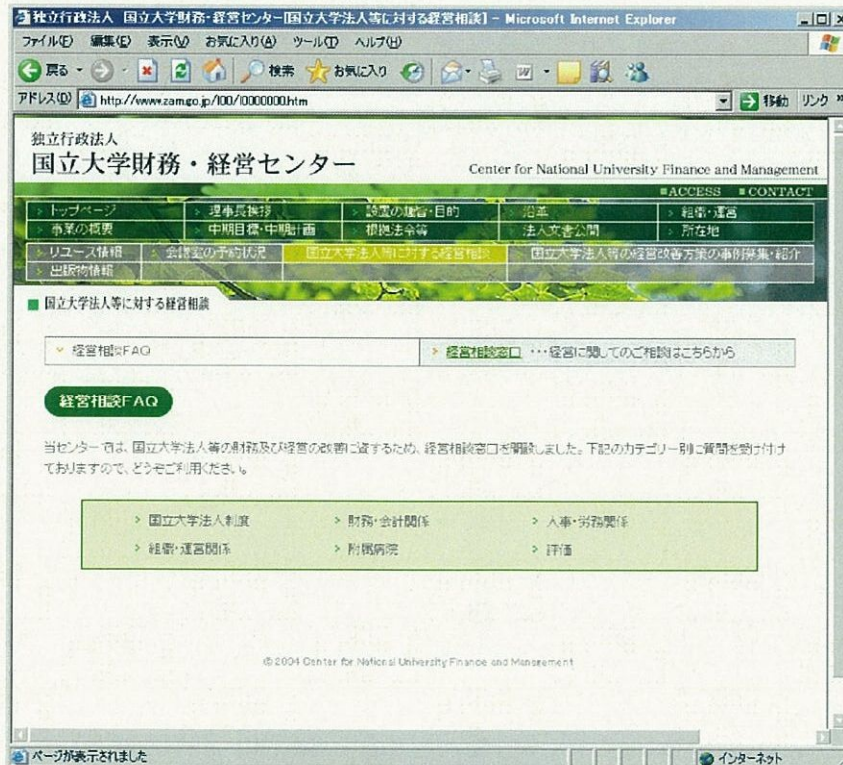 独立行政法人 国立大学財務・経営センター[国立大学法人等に対する経営相談] - Microsoft Internet Explorer
ファイル(F) 編集(E) 表示(V) お気に入り(A) ツール(T) ヘルプ(H)
戻る 検索 お気に入り
アドレス(D) http://www.zam.go.jp/l00/l0000000.htm 移動 リンク »
独立行政法人
国立大学財務・経営センター Center for National University Finance and Management
■ACCESS ■CONTACT
> トップページ > 理事長挨拶 > 設置の趣旨・目的 > 沿革 > 組織・運営
> 事業の概要 > 中期目標・中期計画 > 根拠法令等 > 法人文書公開 > 所在地
> リユース情報 > 会議室の予約状況 国立大学法人等に対する経営相談 > 国立大学法人等の経営改善方策の事例募集・紹介
> 出版物情報
■ 国立大学法人等に対する経営相談
経営相談FAQ > 経営相談窓口 ・・・経営に関してのご相談はこちらから
経営相談FAQ
当センターでは、国立大学法人等の財務及び経営の改善に資するため、経営相談窓口を開設しました。下記のカテゴリー別に質問を受け付け
ておりますので、どうぞご利用ください。
> 国立大学法人制度 > 財務・会計関係 > 人事・労務関係
> 組織・運営関係 > 附属病院 > 評価
© 2004 Center for National University Finance and Management
ページが表示されました インターネット